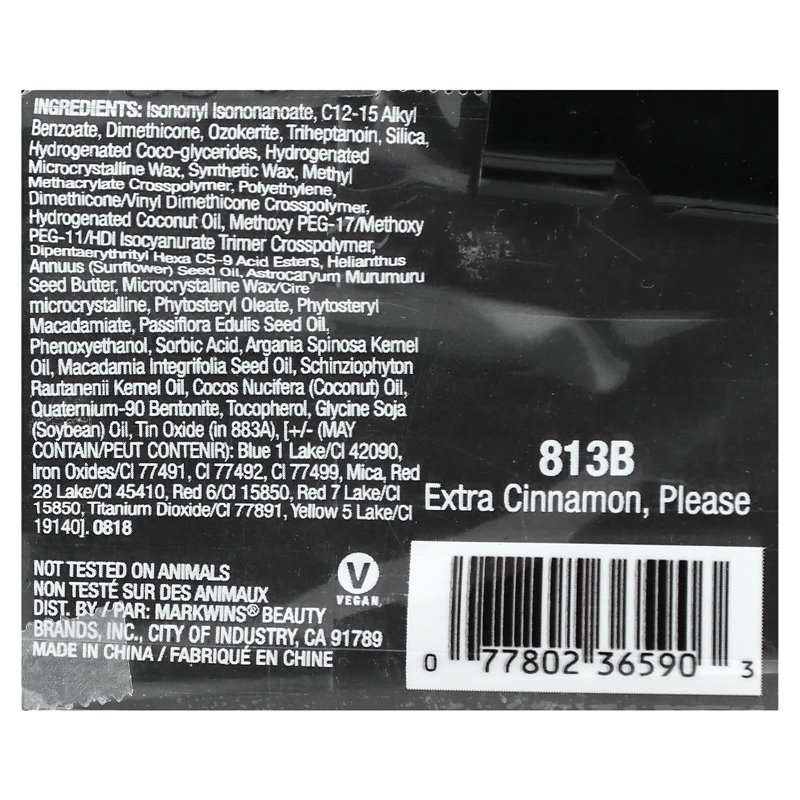 INGREDIENTS: Isononyl Isononanoate, C12-15 Alkyl
Benzoate, Dimethicone, Ozokerite, Triheptanoin, Silica,
Hydrogenated Coco-glycerides, Hydrogenated
Microcrystalline Wax, Synthetic Wax, Methyl
Methacrylate Crosspolymer, Polyethylene,
Dimethicone/Vinyl Dimethicone Crosspolymer,
Hydrogenated Coconut Oil, Methoxy PEG-17/Methoxy
PEG-11/HDI Isocyanurate Trimer Crosspolymer,
Dipentaerythrityl Hexa C5-9 Acid Esters, Helianthus
Annuus (Sunflower) Seed Oil, Astrocaryum Murumuru
Seed Butter, Microcrystalline Wax/Cire
microcrystalline, Phytosteryl Oleate, Phytosteryl
Macadamiate, Passiflora Edulis Seed Oil,
Phenoxyethanol, Sorbic Acid, Argania Spinosa Kernel
Oil, Macadamia Integrifolia Seed Oil, Schinziophyton
Rautanenii Kernel Oil, Cocos Nucifera (Coconut) Oil,
Quaternium-90 Bentonite, Tocopherol, Glycine Soja
(Soybean) Oil, Tin Oxide (in 883A), [+/- (MAY
CONTAIN/PEUT CONTENIR): Blue 1 Lake/CI 42090,
Iron Oxides/CI 77491, CI 77492, CI 77499, Mica, Red
28 Lake/CI 45410, Red 6/CI 15850, Red 7 Lake/CI
15850, Titanium Dioxide/CI 77891, Yellow 5 Lake/CI
19140]. 0818
NOT TESTED ON ANIMALS
NON TESTÉ SUR DES ANIMAUX
DIST. BY / PAR: MARKWINS® BEAUTY
BRANDS, INC., CITY OF INDUSTRY, CA 91789
MADE IN CHINA / FABRIQUÉ EN CHINE
V
VEGAN
813B
Extra Cinnamon, Please
0 77802 36590 3